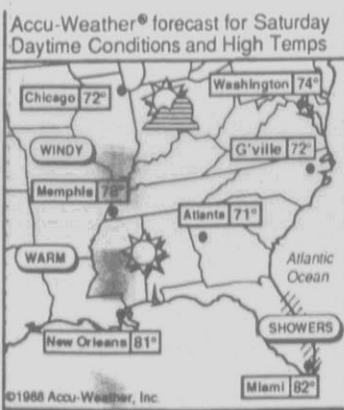 Accu-Weather® forecast for Saturday
Daytime Conditions and High Temps
Chicago 72°
Washington 74°
WINDY
G'ville 72°
Memphis 78°
Atlanta 71°
WARM
Atlantic
Ocean
SHOWERS
New Orleans 81°
Miami 82°
©1988 Accu-Weather, Inc.